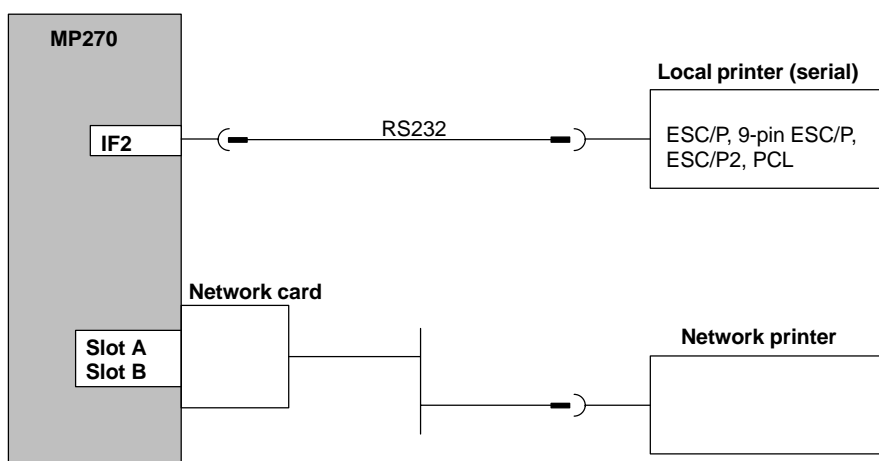 MP270
Local printer (serial)
IF2
RS232
ESC/P, 9-pin ESC/P,
ESC/P2, PCL
Network card
Slot A
Slot B
Network printer